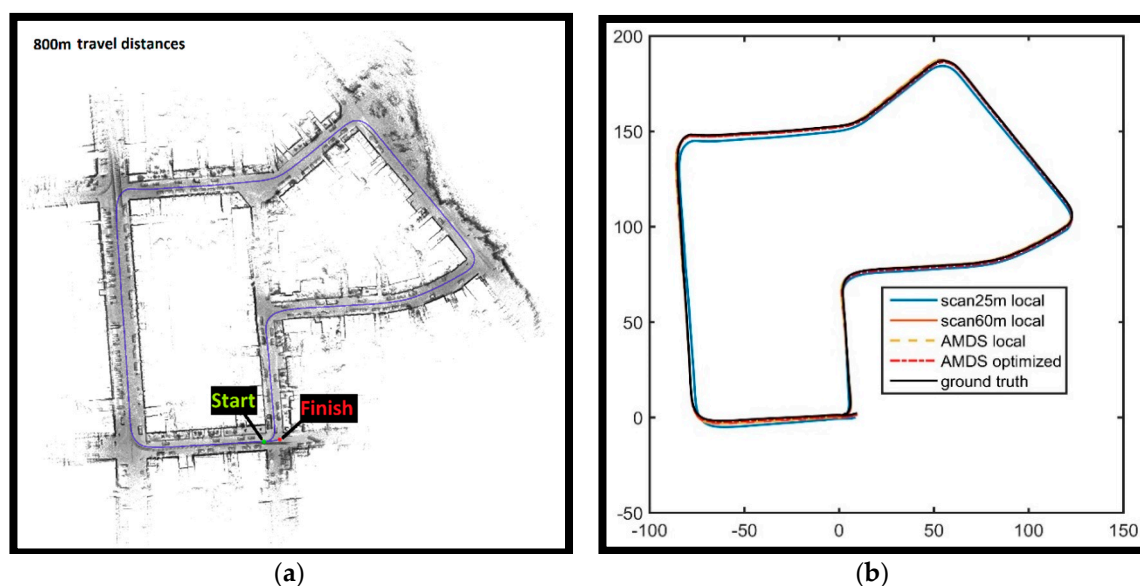 800m travel distances
Start
Finish
(a)
200
150
100
50
0
-50
-100
-50
0
50
100
150
scan25m local
scan60m local
AMDS local
AMDS optimized
ground truth
(b)